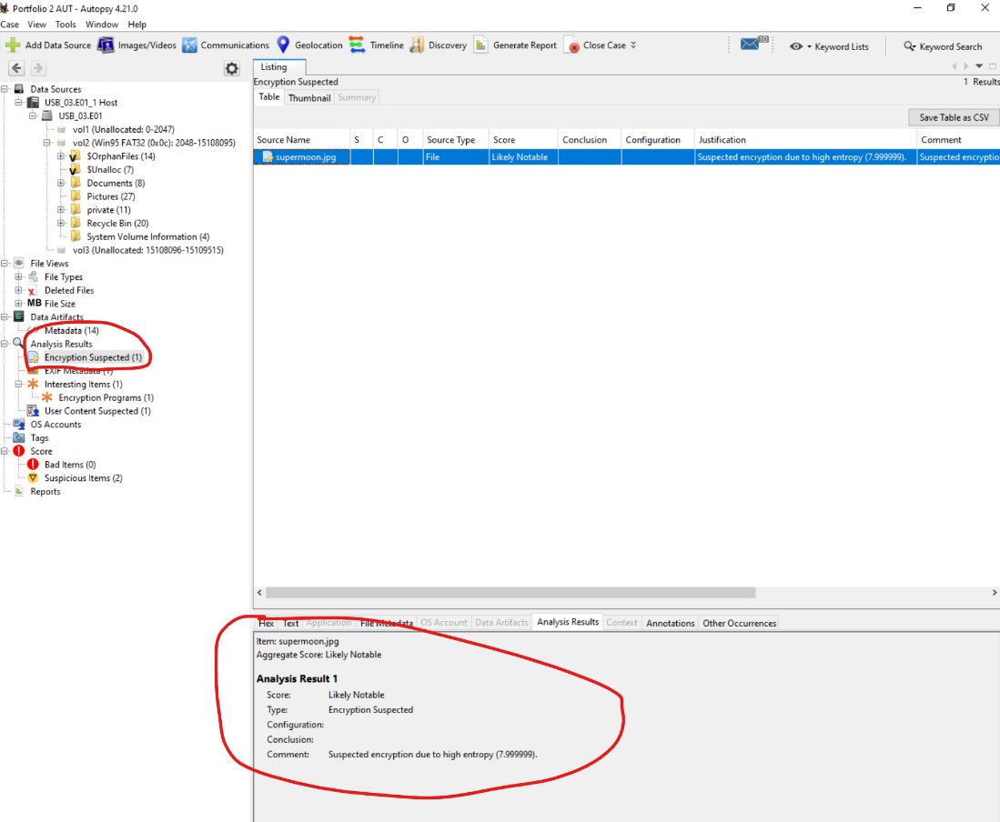 Portfolio 2 AUT - Autopsy 4.21.0
Case View Tools Window Help
Add Data Source Images/Videos Communications Geolocation Timeline Discovery Generate Report Close Case 10 Keyword Lists Keyword Search
Listing
Encryption Suspected 1 Results
Table Thumbnail Summary
Save Table as CSV
Source Name S C O Source Type Score Conclusion Configuration Justification Comment
supermoon.jpg File Likely Notable Suspected encryption due to high entropy (7.999999). Suspected encryptio
Data Sources
USB_03.E01_1 Host
USB_03.E01
vol1 (Unallocated: 0-2047)
vol2 (Win95 FAT32 (0x0c): 2048-15108095)
$OrphanFiles (14)
$Unalloc (7)
Documents (8)
Pictures (27)
private (11)
Recycle Bin (20)
System Volume Information (4)
vol3 (Unallocated: 15108096-15109515)
File Views
File Types
Deleted Files
MB File Size
Data Artifacts
Metadata (14)
Analysis Results
Encryption Suspected (1)
EXIF Metadata (1)
Interesting Items (1)
Encryption Programs (1)
User Content Suspected (1)
OS Accounts
Tags
Score
Bad Items (0)
Suspicious Items (2)
Reports
Hex Text Application File Metadata OS Account Data Artifacts Analysis Results Context Annotations Other Occurrences
Item: supermoon.jpg
Aggregate Score: Likely Notable
Analysis Result 1
Score: Likely Notable
Type: Encryption Suspected
Configuration:
Conclusion:
Comment: Suspected encryption due to high entropy (7.999999).